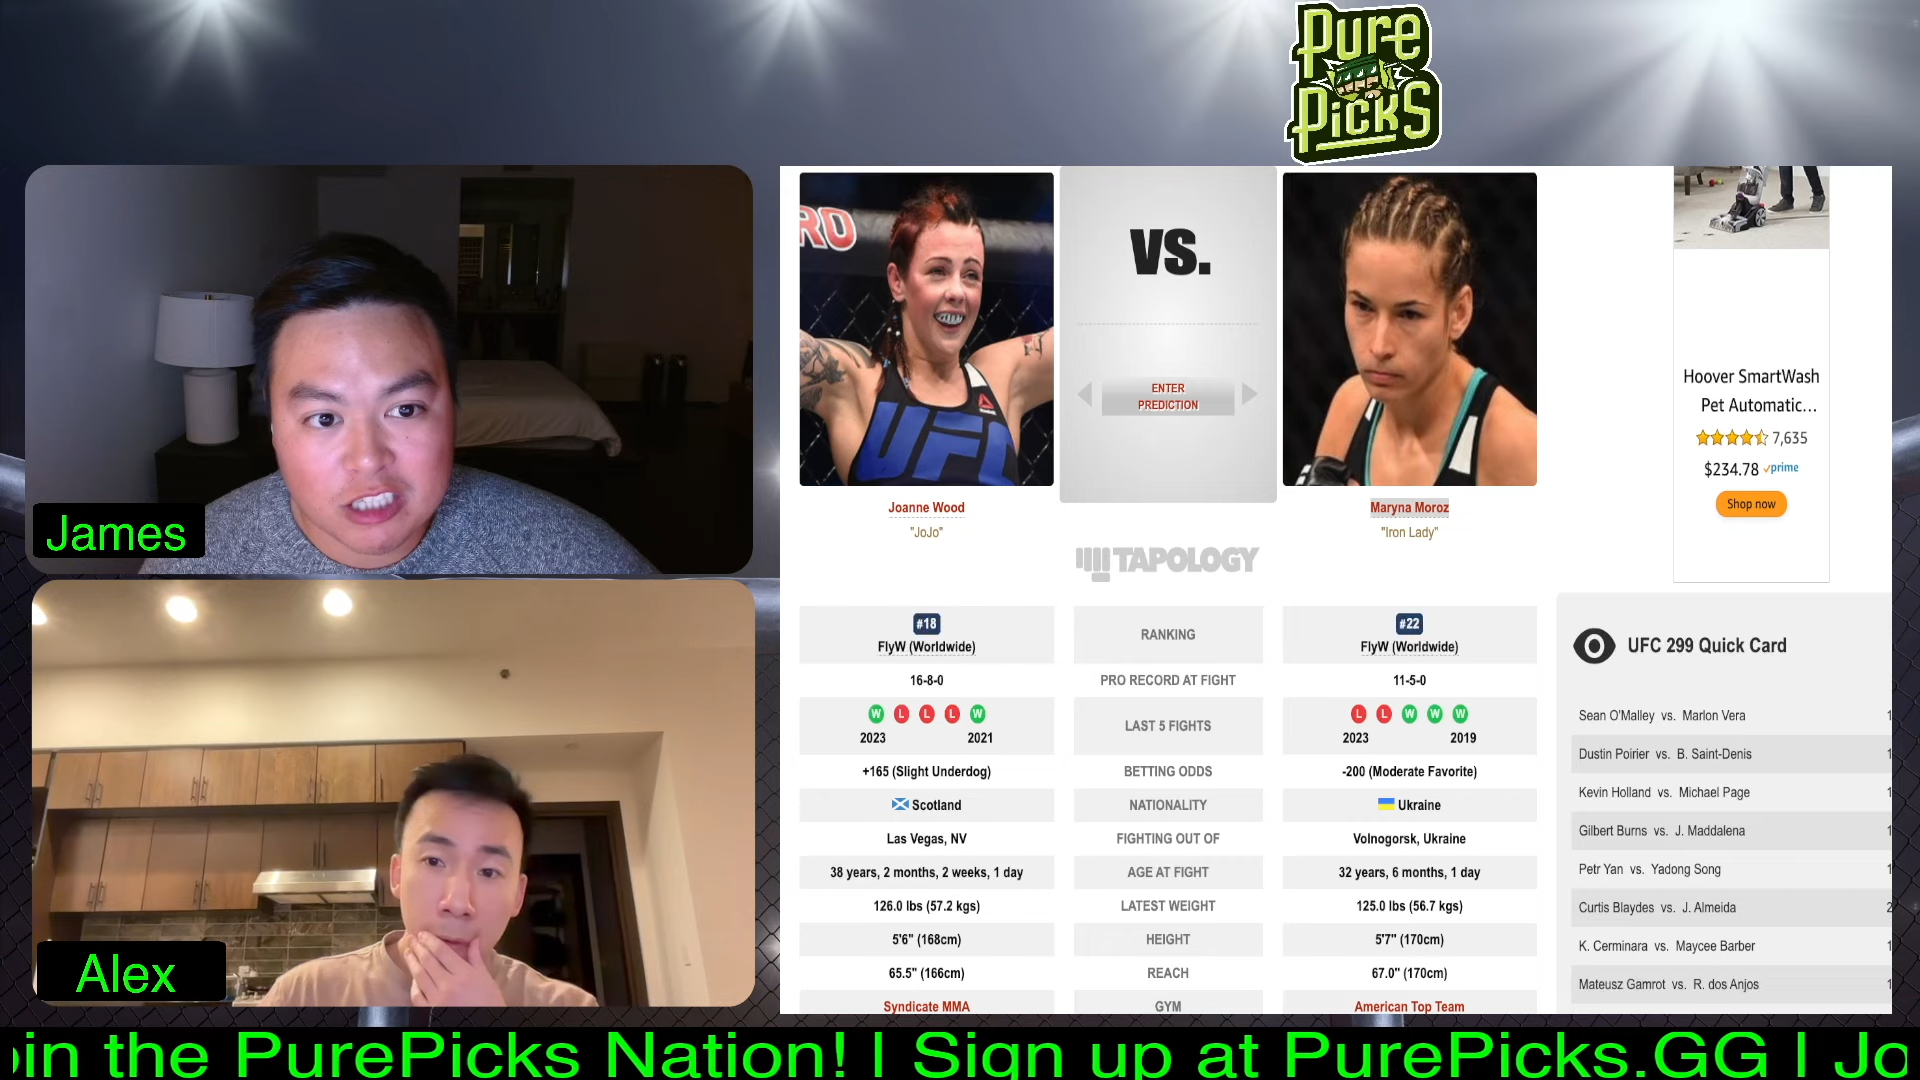 Pure
Picks
RO
UFC
VS.
ENTER
PREDICTION
Joanne Wood
"JoJo"
Maryna Moroz
"Iron Lady"
TAPOLOGY
#18
FlyW (Worldwide)
RANKING
#22
FlyW (Worldwide)
16-8-0
PRO RECORD AT FIGHT
11-5-0
W L L L W
2023 2021
LAST 5 FIGHTS
L L W W W
2023 2019
+165 (Slight Underdog)
BETTING ODDS
-200 (Moderate Favorite)
Scotland
NATIONALITY
Ukraine
Las Vegas, NV
FIGHTING OUT OF
Volnogorsk, Ukraine
38 years, 2 months, 2 weeks, 1 day
AGE AT FIGHT
32 years, 6 months, 1 day
126.0 lbs (57.2 kgs)
LATEST WEIGHT
125.0 lbs (56.7 kgs)
5'6" (168cm)
HEIGHT
5'7" (170cm)
65.5" (166cm)
REACH
67.0" (170cm)
Syndicate MMA
GYM
American Top Team
Hoover SmartWash
Pet Automatic...
7,635
$234.78 prime
Shop now
UFC 299 Quick Card
Sean O'Malley vs. Marlon Vera 1
Dustin Poirier vs. B. Saint-Denis 1
Kevin Holland vs. Michael Page 1
Gilbert Burns vs. J. Maddalena 1
Petr Yan vs. Yadong Song 1
Curtis Blaydes vs. J. Almeida 2
K. Cerminara vs. Maycee Barber 1
Mateusz Gamrot vs. R. dos Anjos 1
James
Alex
oin the PurePicks Nation! | Sign up at PurePicks.GG | Jo